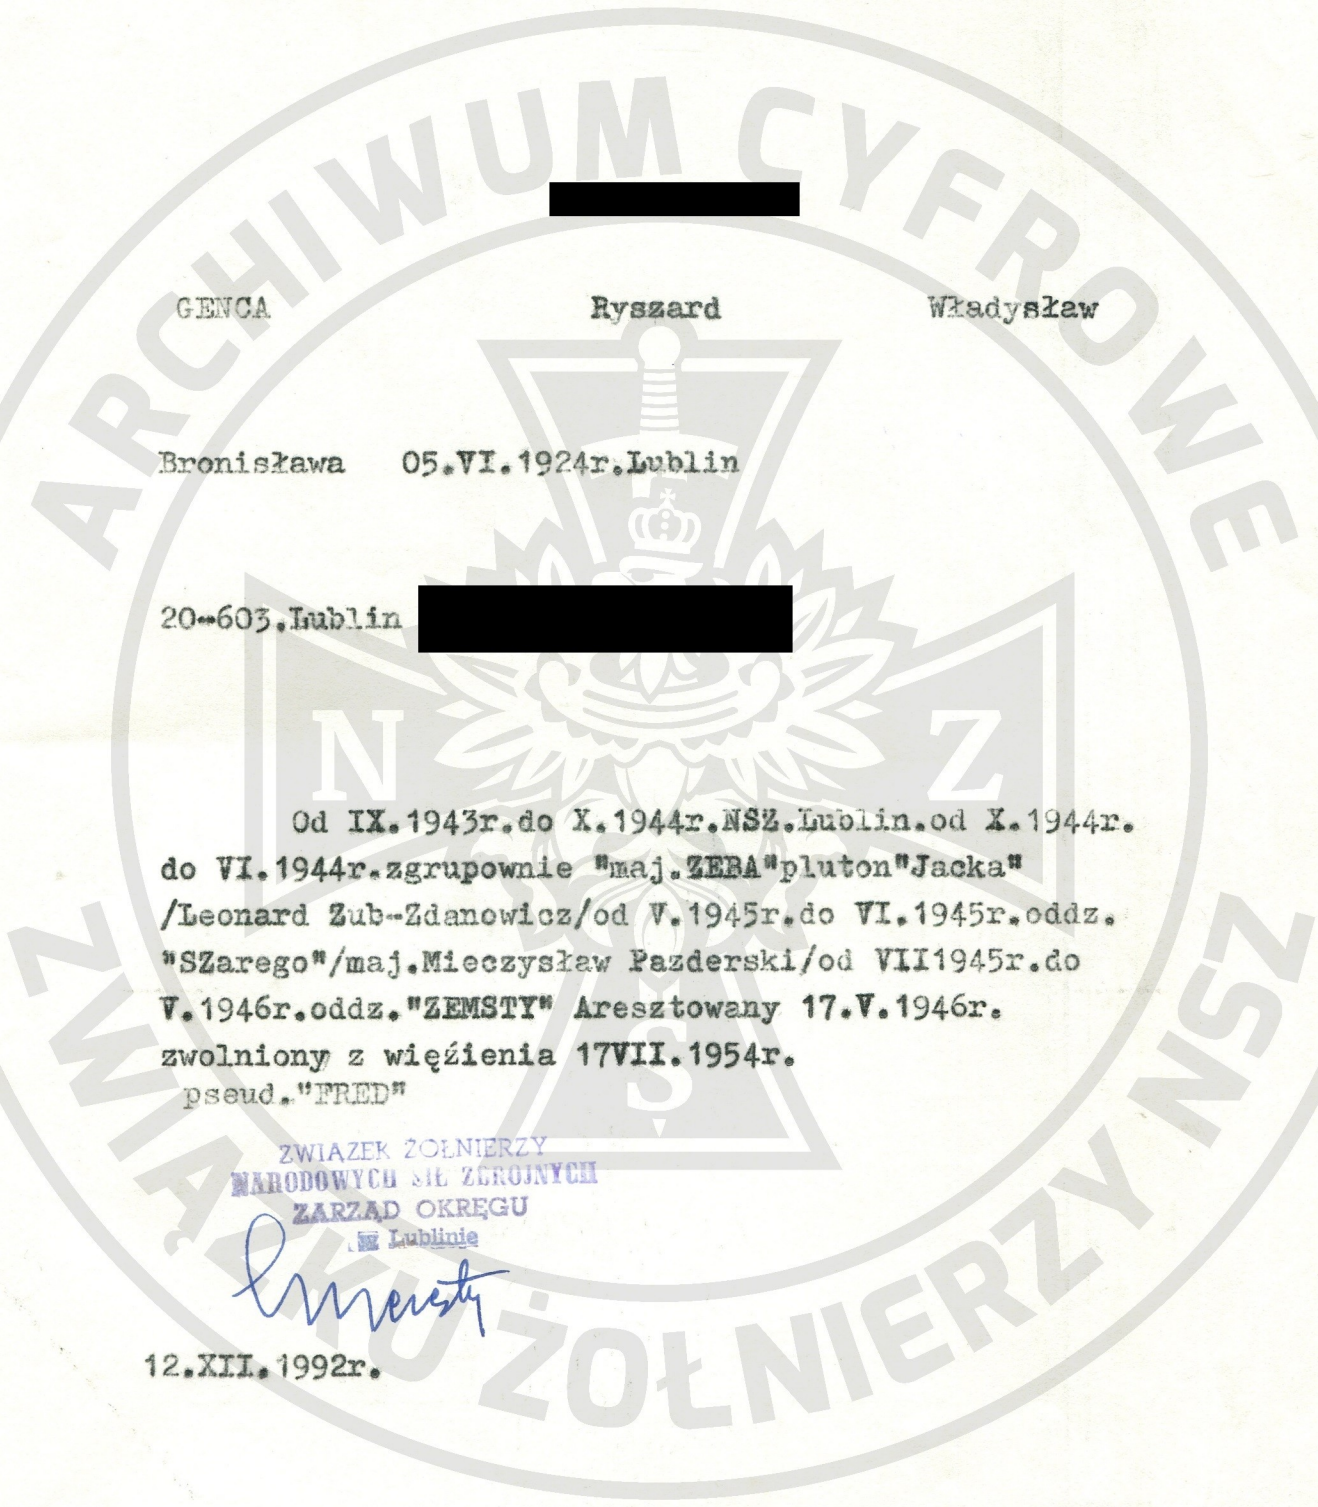 ARCHIWUM CYFROWE
GENCA Ryszard Władysław
Bronisława 05.VI.1924r.Lublin
20-603.Lublin
N Z
Od IX.1943r.do X.1944r.NSZ.Lublin.od X.1944r.
do VI.1944r.zgrupownie "maj.ZEBA"pluton"Jacka"
/Leonard Zub-Zdanowicz/od V.1945r.do VI.1945r.oddz.
"SZarego"/maj.Mieczysław Pazderski/od VII1945r.do
V.1946r.oddz."ZEMSTY" Aresztowany 17.V.1946r.
zwolniony z więźienia 17VII.1954r.
pseud."FRED"
S
ZWIĄZEK ŻOŁNIERZY
NARODOWYCH SIŁ ZBROJNYCH
ZARZĄD OKRĘGU
w Lublinie
12.XII.1992r.
ZWIĄZKU ŻOŁNIERZY NSZ